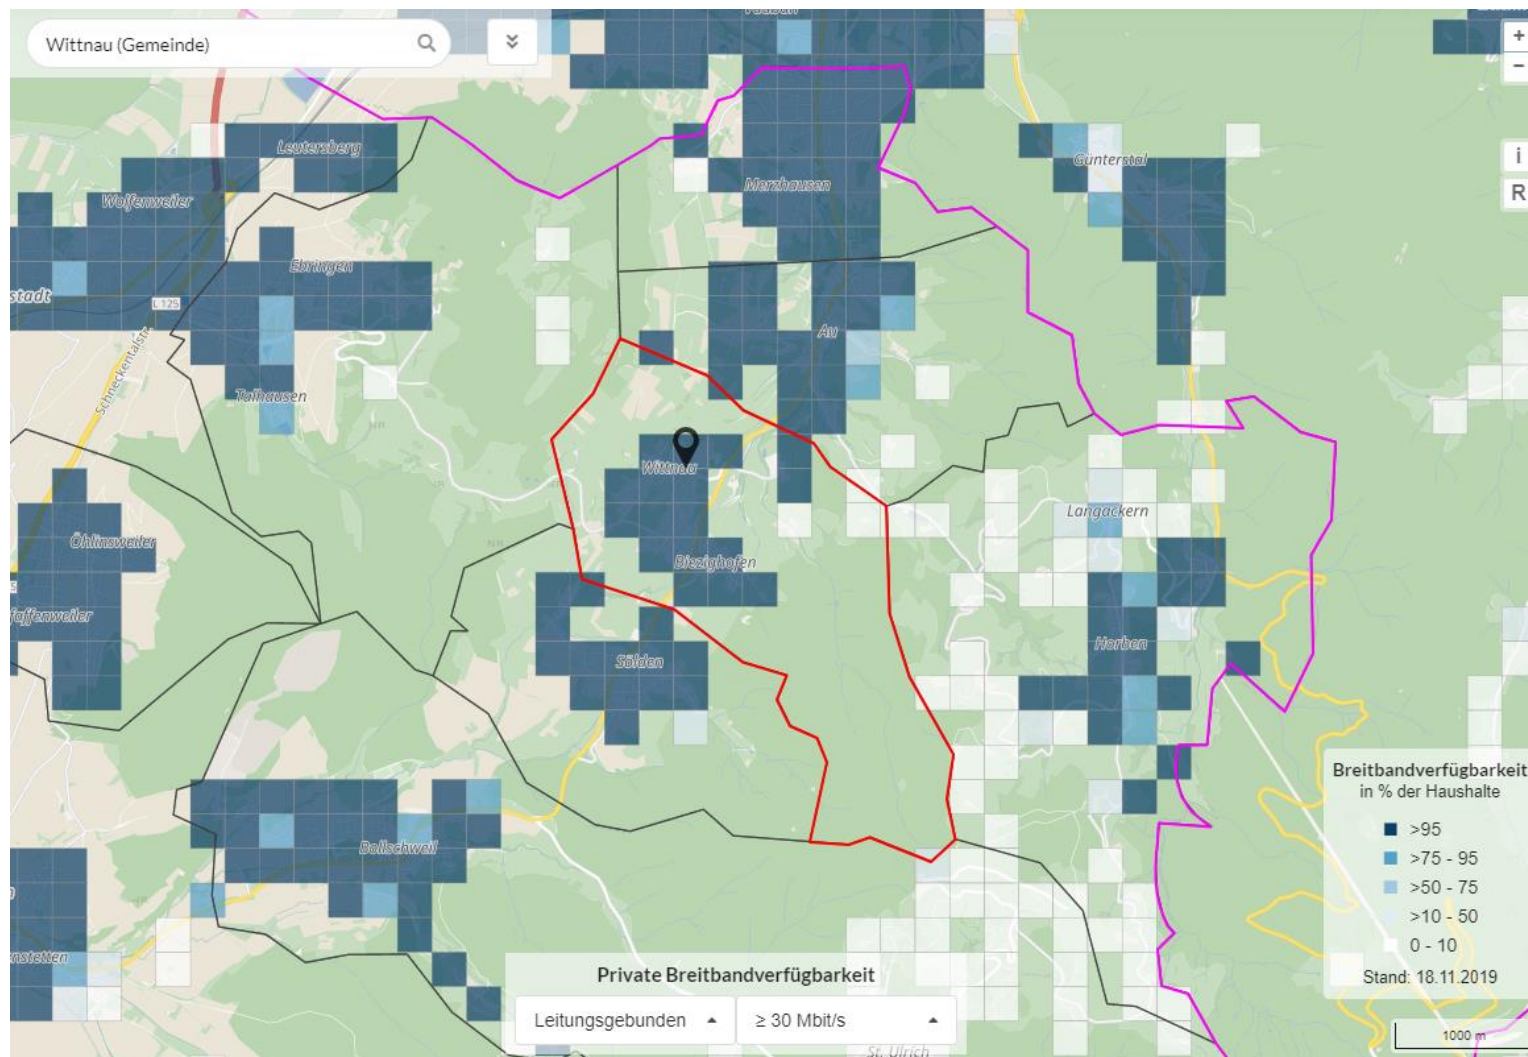 Wittnau (Gemeinde)
+
−
Leutersberg
Günterstal
i
Merzhausen
R
Wolfenweiler
Ebringen
stadt
L 125
Au
Schneckentalstr.
Talhausen
Wittnau
Langackern
Öhlinsweiler
Biezighofen
faffenweiler
Horben
Sölden
Breitbandverfügbarkeit
in % der Haushalte
>95
>75 - 95
>50 - 75
>10 - 50
0 - 10
Stand: 18.11.2019
Bollschweil
nstetten
Private Breitbandverfügbarkeit
Leitungsgebunden
≥ 30 Mbit/s
1000 m
St. Ulrich